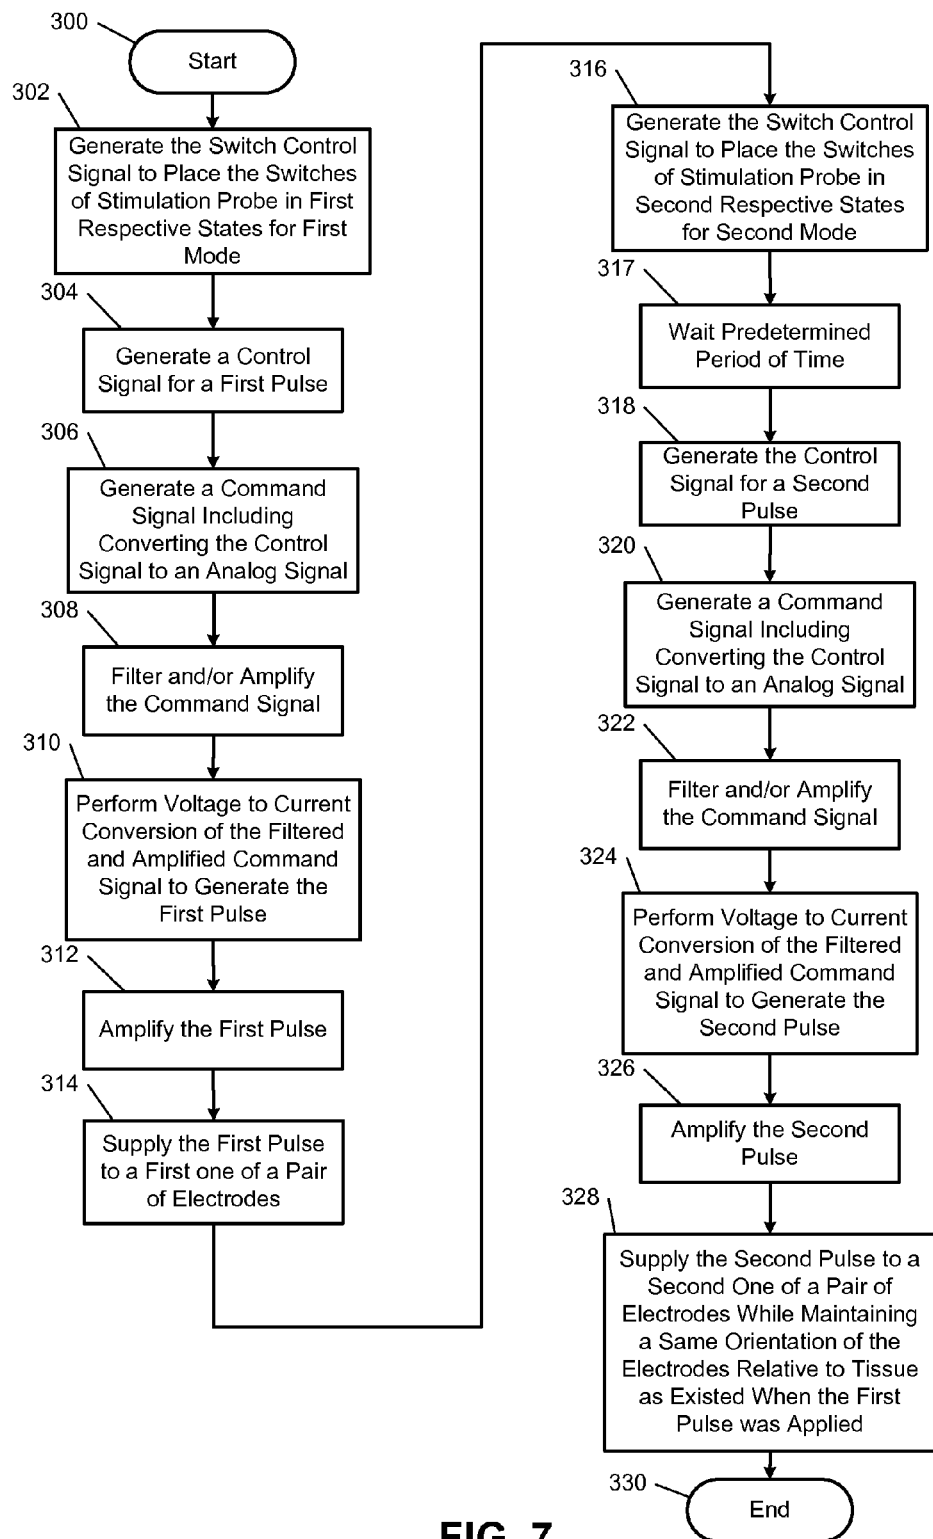 300
Start
302
Generate the Switch Control
Signal to Place the Switches
of Stimulation Probe in First
Respective States for First
Mode
304
Generate a Control
Signal for a First Pulse
306
Generate a Command
Signal Including
Converting the Control
Signal to an Analog Signal
308
Filter and/or Amplify
the Command Signal
310
Perform Voltage to Current
Conversion of the Filtered
and Amplified Command
Signal to Generate the
First Pulse
312
Amplify the First Pulse
314
Supply the First Pulse
to a First one of a Pair
of Electrodes
316
Generate the Switch Control
Signal to Place the Switches
of Stimulation Probe in
Second Respective States
for Second Mode
317
Wait Predetermined
Period of Time
318
Generate the Control
Signal for a Second
Pulse
320
Generate a Command
Signal Including
Converting the Control
Signal to an Analog Signal
322
Filter and/or Amplify
the Command Signal
324
Perform Voltage to Current
Conversion of the Filtered
and Amplified Command
Signal to Generate the
Second Pulse
326
Amplify the Second
Pulse
328
Supply the Second Pulse to a
Second One of a Pair of
Electrodes While Maintaining
a Same Orientation of the
Electrodes Relative to Tissue
as Existed When the First
Pulse was Applied
330
End
FIG. 7